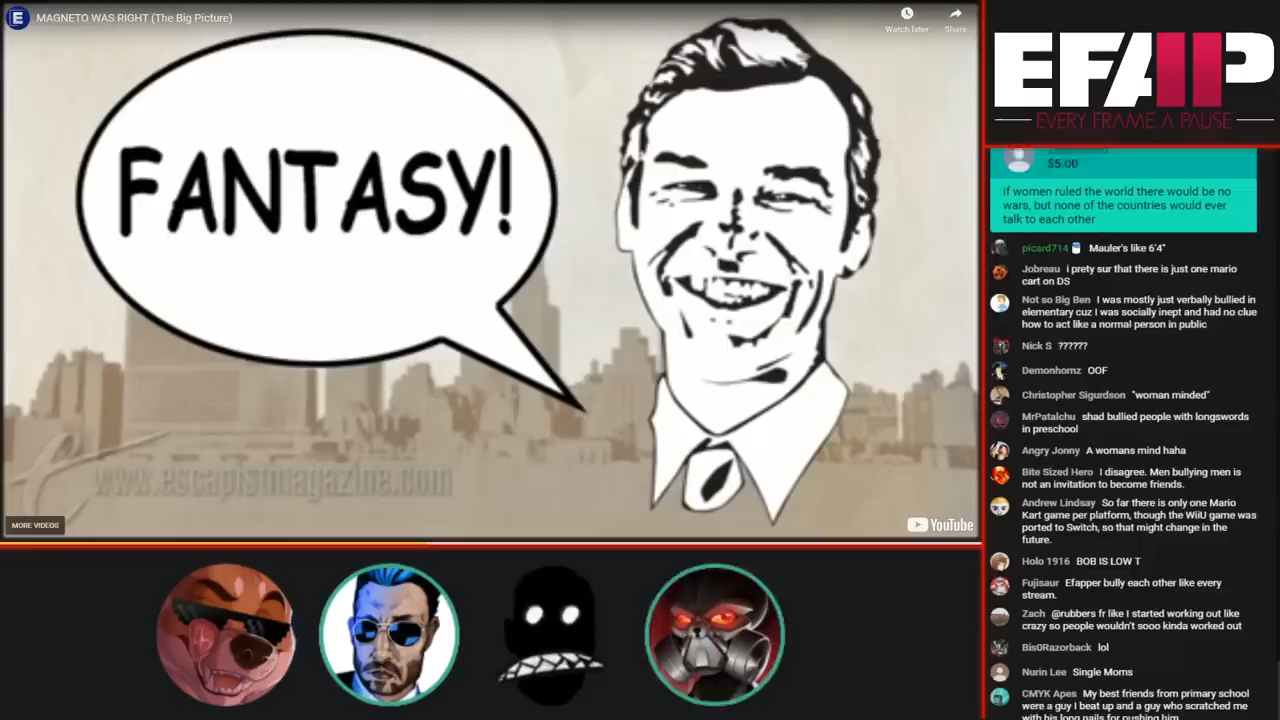 MAGNETO WAS RIGHT (The Big Picture)
Watch later
Share
FANTASY!
www.escapistmagazine.com
MORE VIDEOS
YouTube
EFAP
EVERY FRAME A PAUSE
$5.00
if women ruled the world there would be no
wars, but none of the countries would ever
talk to each other
picard714 Mauler's like 6'4"
Jobreau i prety sur that there is just one mario
cart on DS
Not so Big Ben I was mostly just verbally bullied in
elementary cuz I was socially inept and had no clue
how to act like a normal person in public
Nick S ??????
Demonhornz OOF
Christopher Sigurdson "woman minded"
MrPatalchu shad bullied people with longswords
in preschool
Angry Jonny A womans mind haha
Bite Sized Hero I disagree. Men bullying men is
not an invitation to become friends.
Andrew Lindsay So far there is only one Mario
Kart game per platform, though the WiiU game was
ported to Switch, so that might change in the
future.
Holo 1916 BOB IS LOW T
Fujisaur Efapper bully each other like every
stream.
Zach @rubbers fr like I started working out like
crazy so people wouldn't sooo kinda worked out
Bis0Razorback lol
Nurin Lee Single Moms
CMYK Apes My best friends from primary school
were a guy I beat up and a guy who scratched me
with his long nails for pushing him